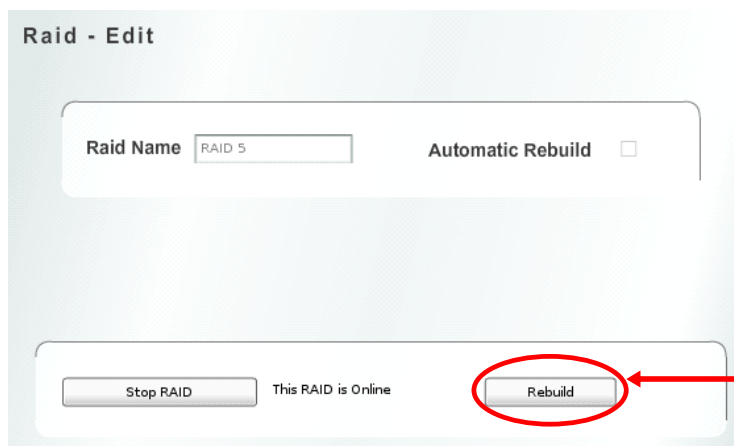 Raid - Edit
Raid Name RAID 5 Automatic Rebuild
Stop RAID This RAID is Online Rebuild